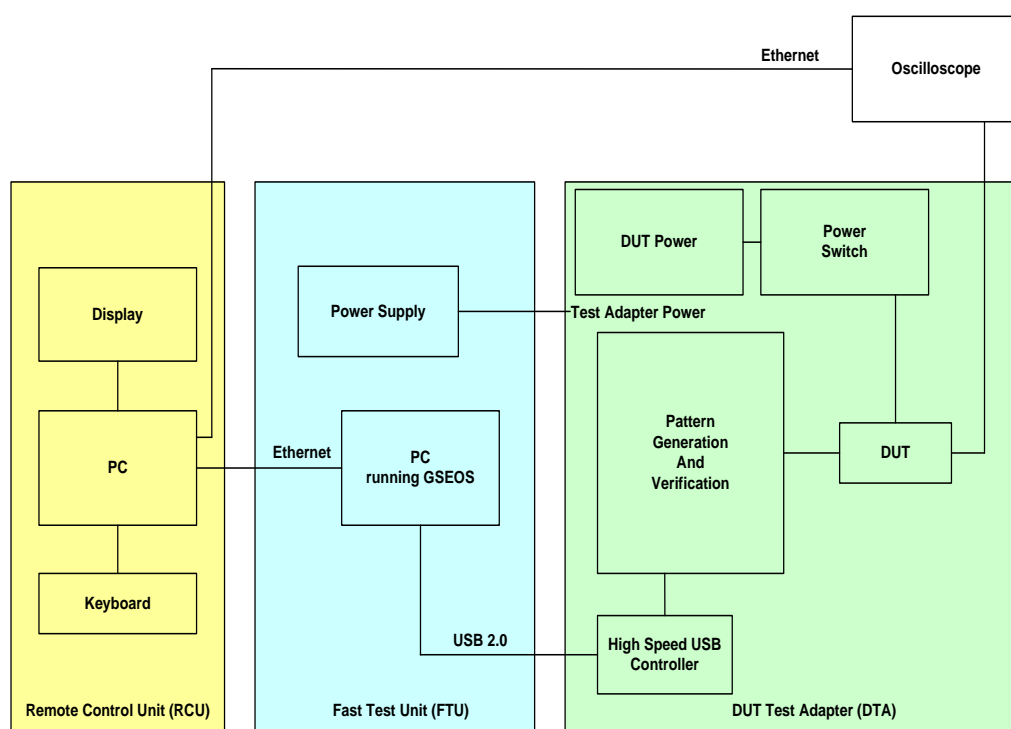 Ethernet
Oscilloscope
Display
PC
Keyboard
Remote Control Unit (RCU)
Power Supply
Ethernet
PC
running GSEOS
USB 2.0
Fast Test Unit (FTU)
DUT Power
Power
Switch
Test Adapter Power
Pattern
Generation
And
Verification
DUT
High Speed USB
Controller
DUT Test Adapter (DTA)